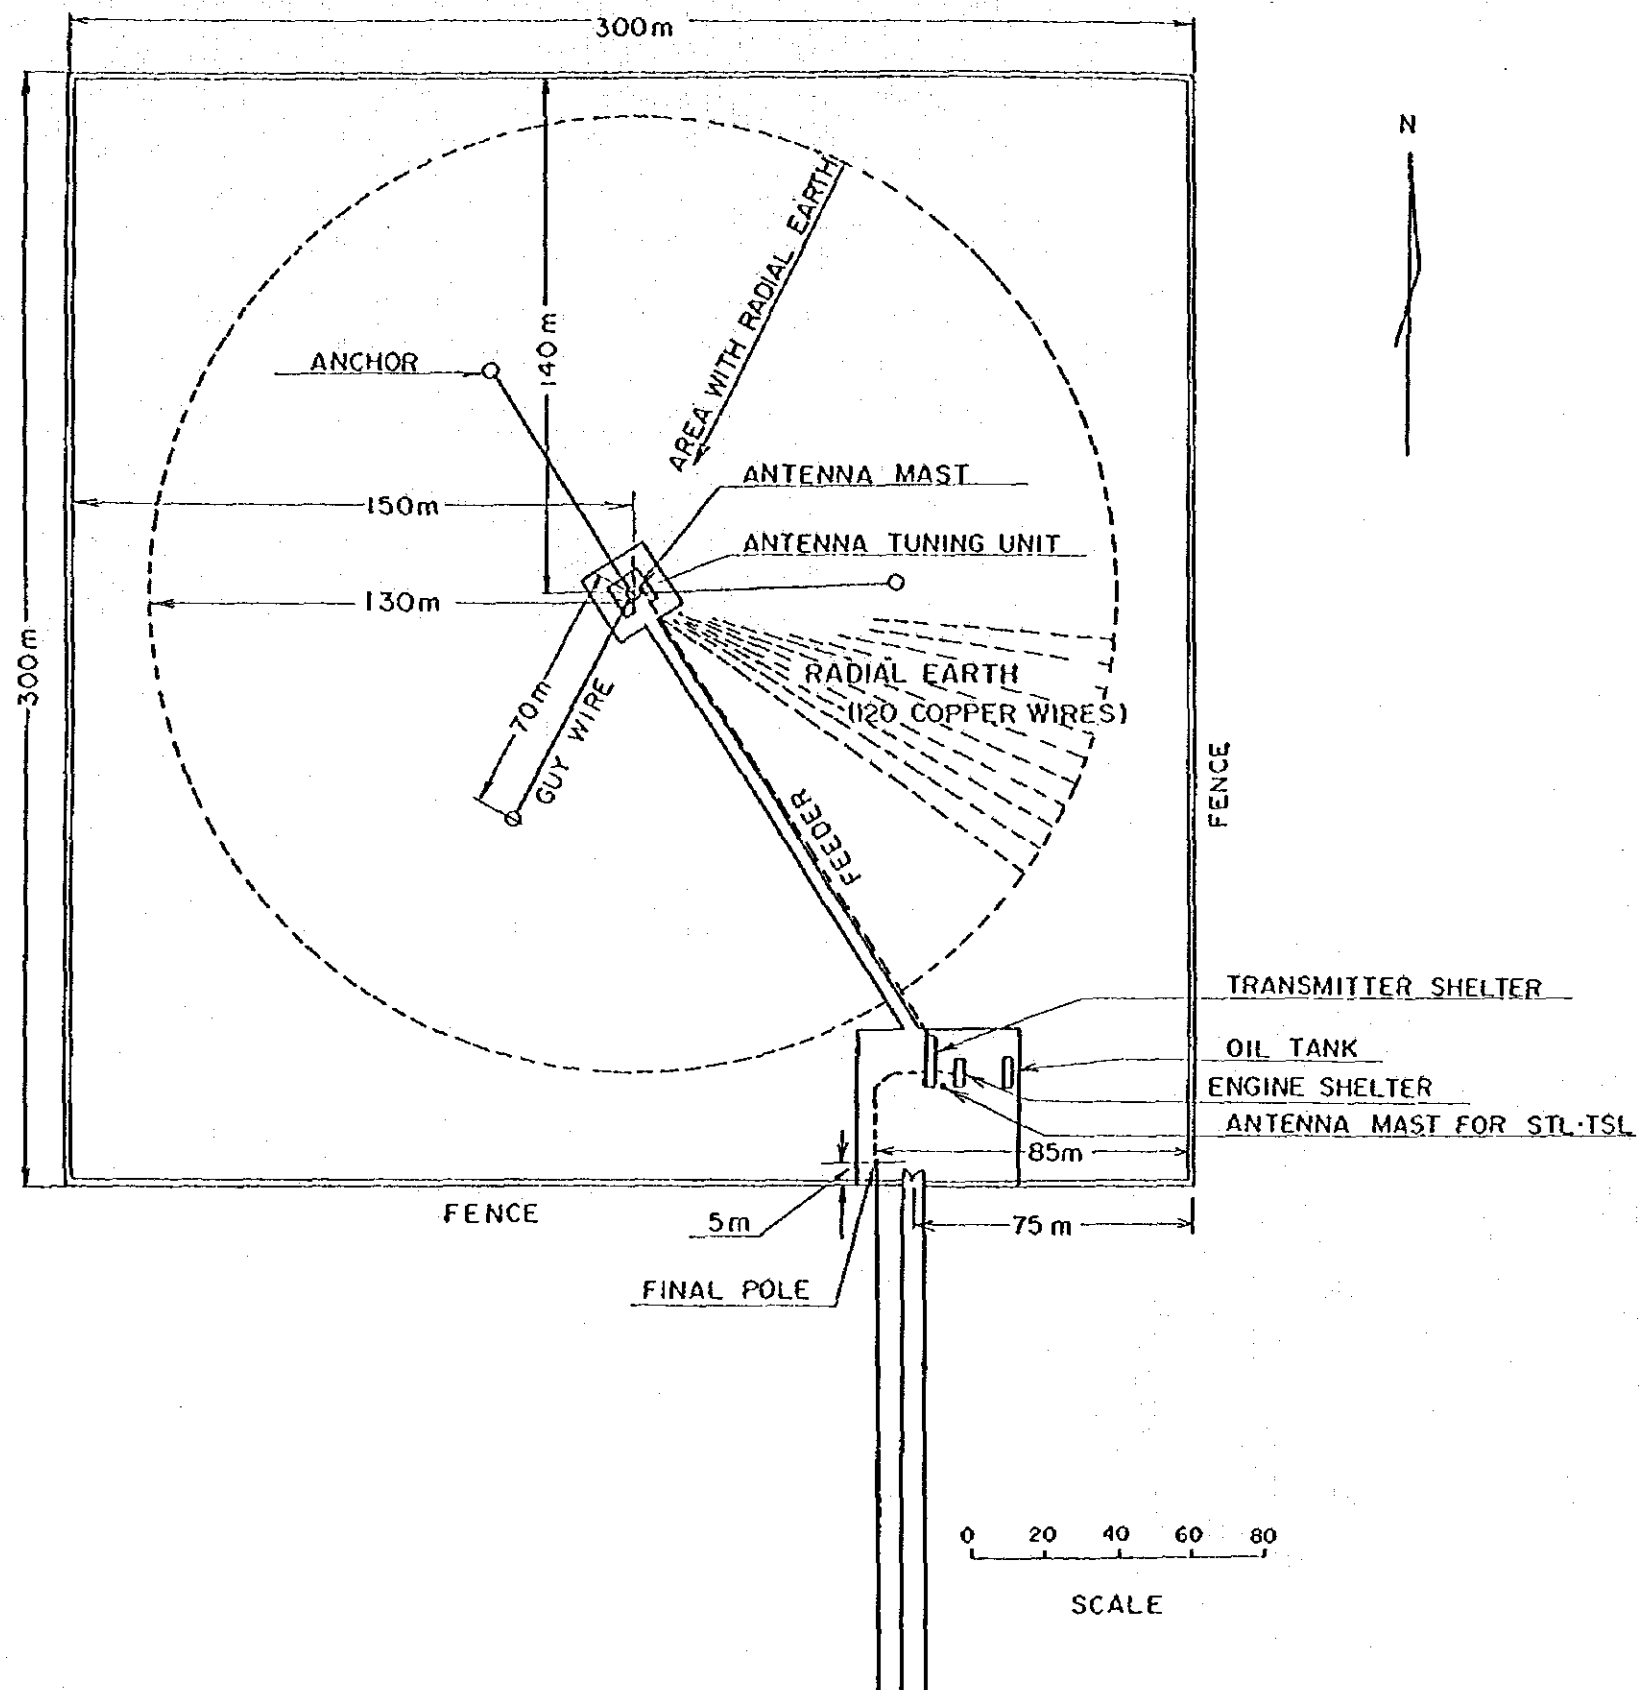 300m
N
140m
AREA WITH RADIAL EARTH
ANCHOR
ANTENNA MAST
150m
ANTENNA TUNING UNIT
130m
300m
RADIAL EARTH
(120 COPPER WIRES)
70m
GUY WIRE
FEEDER
FENCE
TRANSMITTER SHELTER
OIL TANK
ENGINE SHELTER
ANTENNA MAST FOR STL·TSL
85m
FENCE
5m
75m
FINAL POLE
0 20 40 60 80
SCALE